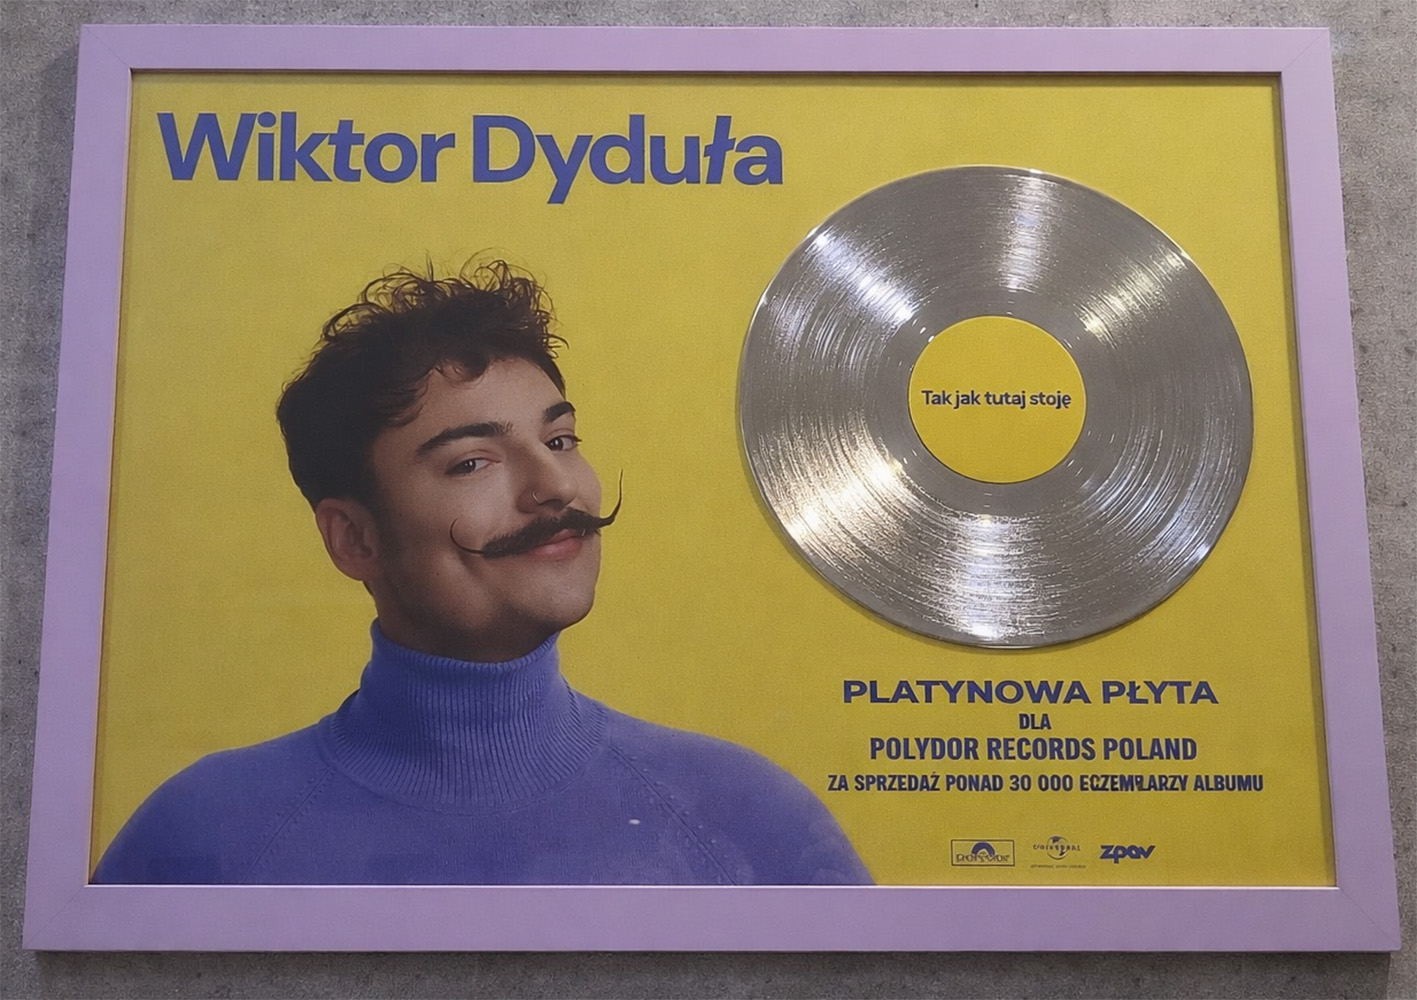 Wiktor Dyduła
Tak jak tutaj stoję
PLATYNOWA PŁYTA
DLA
POLYDOR RECORDS POLAND
ZA SPRZEDAŻ PONAD 30 000 EGZEMPLARZY ALBUMU
zpav